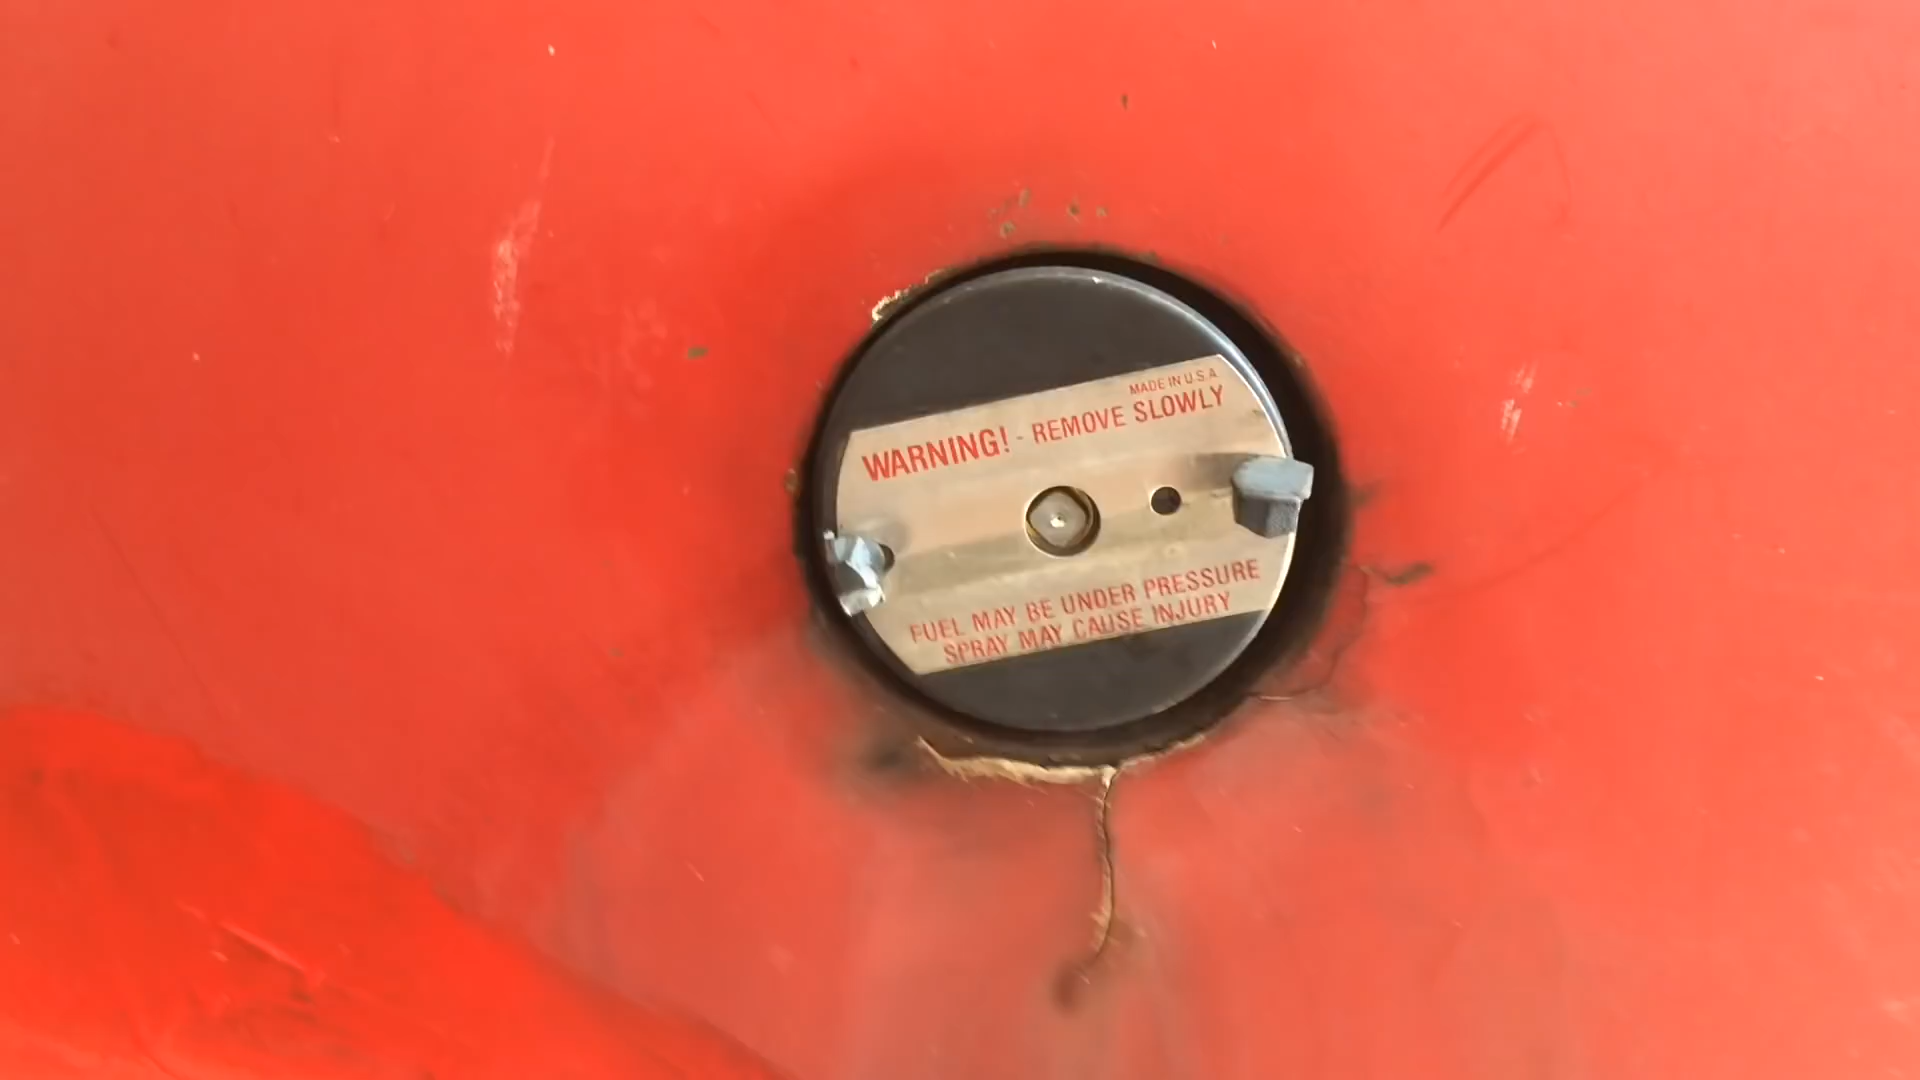 MADE IN U.S.A.
WARNING! - REMOVE SLOWLY
FUEL MAY BE UNDER PRESSURE
SPRAY MAY CAUSE INJURY